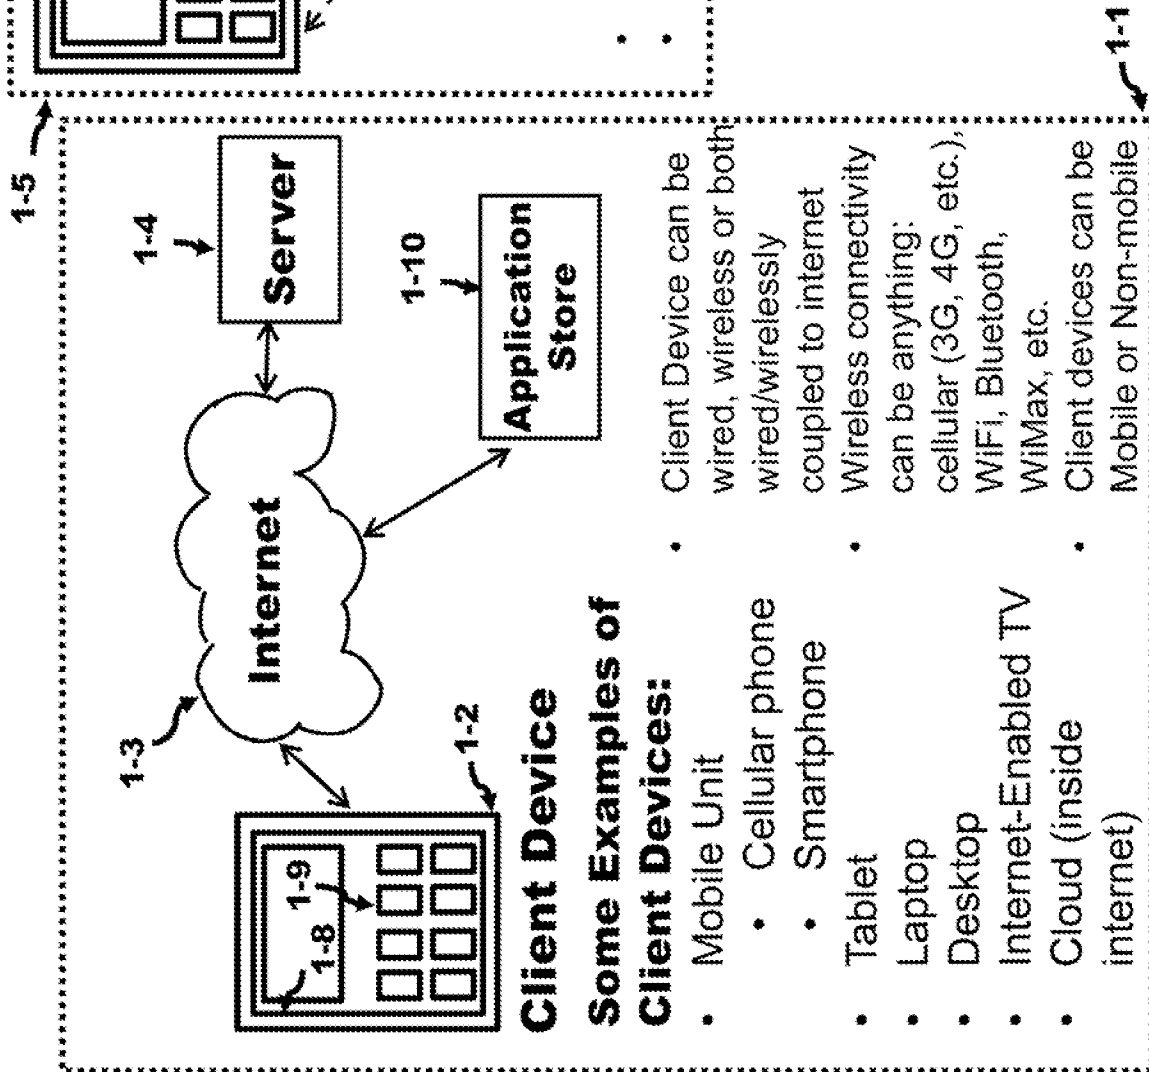 1-5
1-1
1-4
Server
1-10
Application
Store
1-3
Internet
1-8
1-9
1-2
Client Device
Some Examples of
Client Devices:
• Mobile Unit
• Cellular phone
• Smartphone
• Tablet
• Laptop
• Desktop
• Internet-Enabled TV
• Cloud (inside
internet)
• Client Device can be
wired, wireless or both
wired/wirelessly
coupled to internet
• Wireless connectivity
can be anything:
cellular (3G, 4G, etc.),
WiFi, Bluetooth,
WiMax, etc.
• Client devices can be
Mobile or Non-mobile